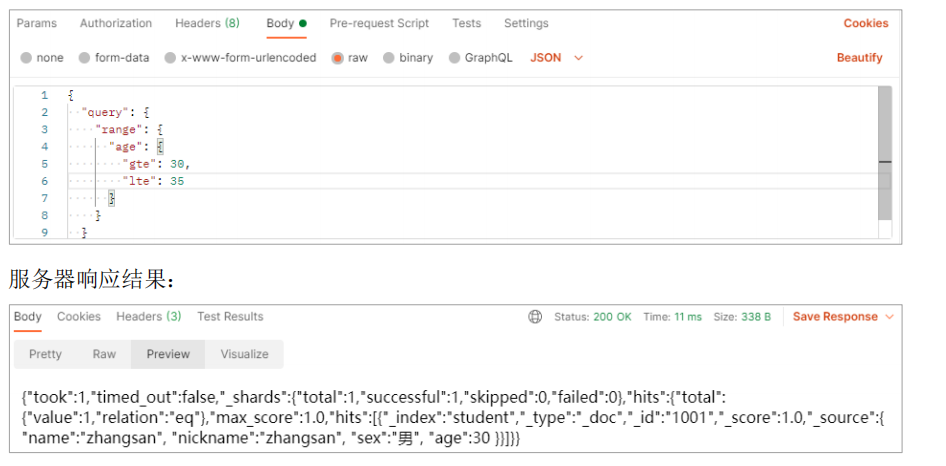 Params Authorization Headers (8) Body Pre-request Script Tests Settings Cookies
none form-data x-www-form-urlencoded raw binary GraphQL JSON Beautify
1 {
2 "query": {
3 "range": {
4 "age": {
5 "gte": 30,
6 "lte": 35
7 }
8 }
9 }
服务器响应结果：
Body Cookies Headers (3) Test Results Status: 200 OK Time: 11 ms Size: 338 B Save Response
Pretty Raw Preview Visualize
{"took":1,"timed_out":false,"_shards":{"total":1,"successful":1,"skipped":0,"failed":0},"hits":{"total":
{"value":1,"relation":"eq"},"max_score":1.0,"hits":[{"_index":"student","_type":"_doc","_id":"1001","_score":1.0,"_source":{
"name":"zhangsan", "nickname":"zhangsan", "sex":"男", "age":30 }}]}}